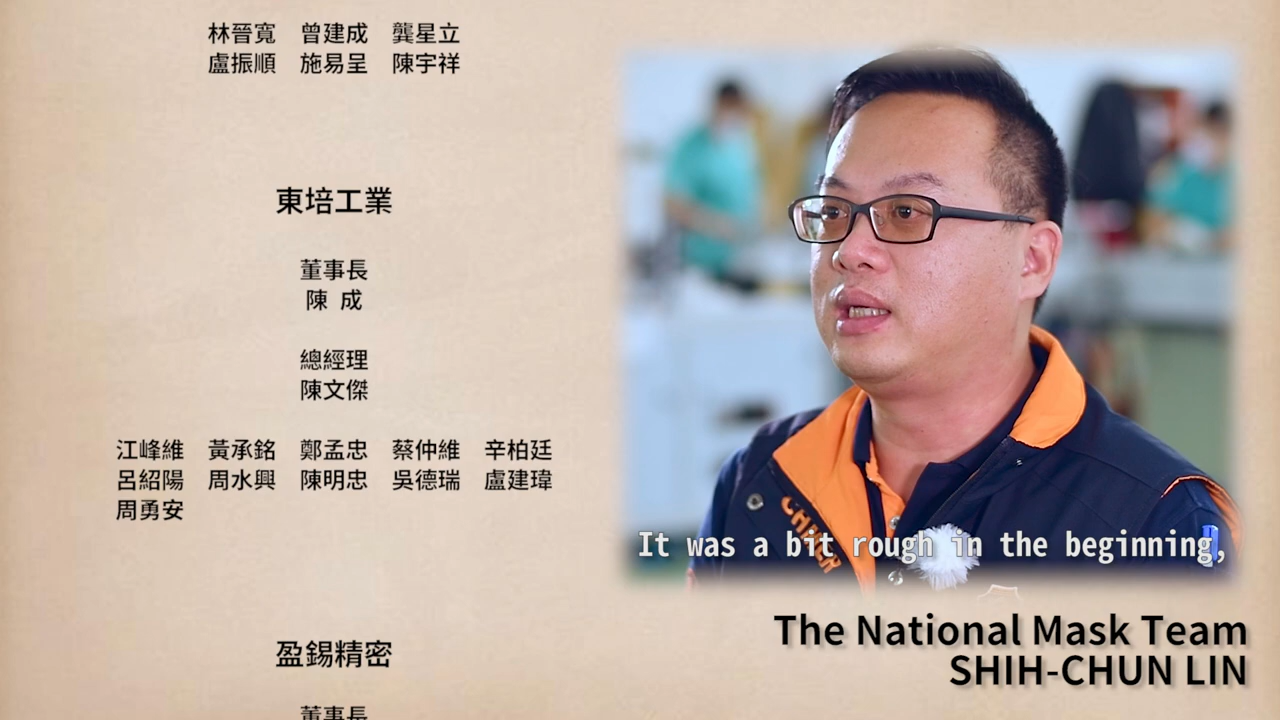 林晉寬 曾建成 龔星立
盧振順 施易呈 陳宇祥
東培工業
董事長
陳 成
總經理
陳文傑
江峰維 黃承銘 鄭孟忠 蔡仲維 辛柏廷
呂紹陽 周水興 陳明忠 吳德瑞 盧建瑋
周勇安
盈錫精密
董事長
It was a bit rough in the beginning,
The National Mask Team
SHIH-CHUN LIN